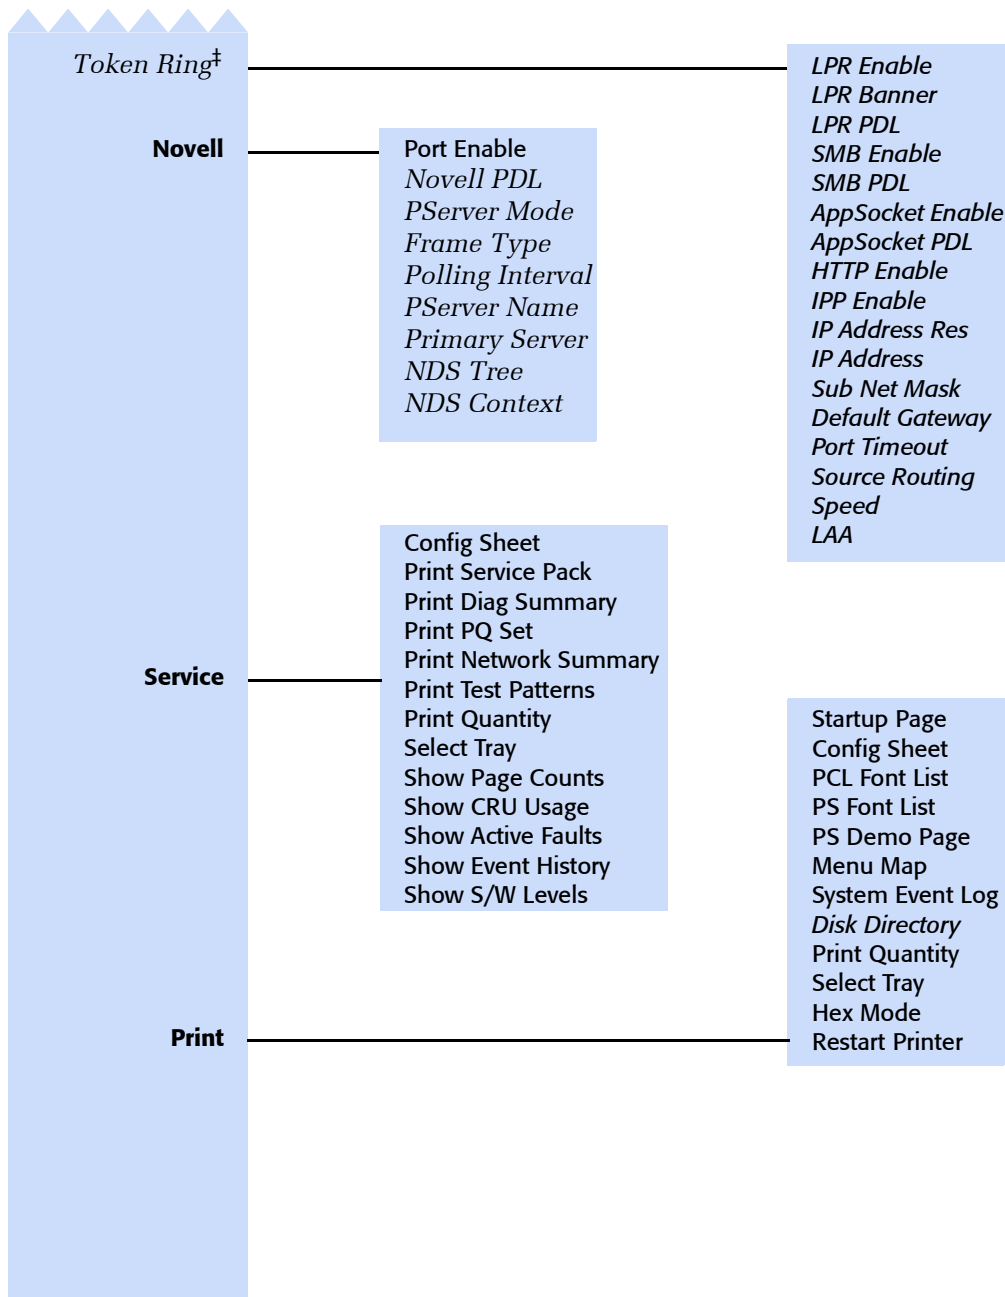 Token Ring‡
LPR Enable
LPR Banner
LPR PDL
SMB Enable
SMB PDL
AppSocket Enable
AppSocket PDL
HTTP Enable
IPP Enable
IP Address Res
IP Address
Sub Net Mask
Default Gateway
Port Timeout
Source Routing
Speed
LAA
Novell
Port Enable
Novell PDL
PServer Mode
Frame Type
Polling Interval
PServer Name
Primary Server
NDS Tree
NDS Context
Service
Config Sheet
Print Service Pack
Print Diag Summary
Print PQ Set
Print Network Summary
Print Test Patterns
Print Quantity
Select Tray
Show Page Counts
Show CRU Usage
Show Active Faults
Show Event History
Show S/W Levels
Print
Startup Page
Config Sheet
PCL Font List
PS Font List
PS Demo Page
Menu Map
System Event Log
Disk Directory
Print Quantity
Select Tray
Hex Mode
Restart Printer